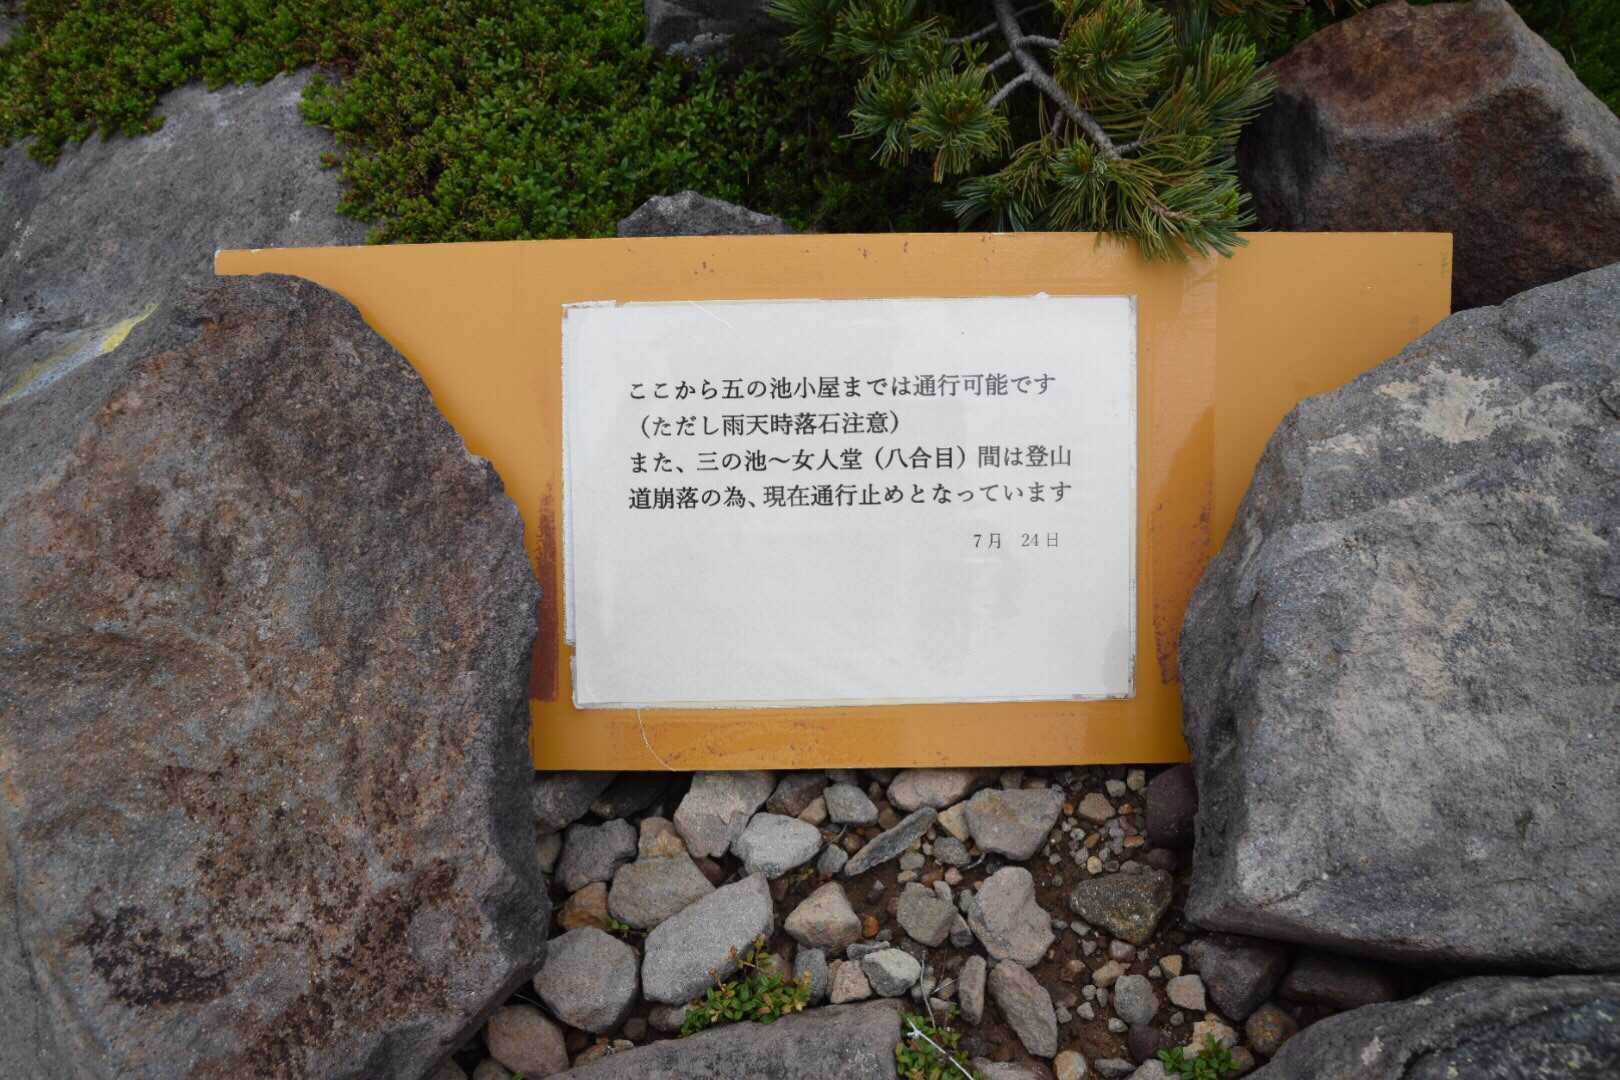 ここから五の池小屋までは通行可能です
（ただし雨天時落石注意）
また、三の池～女人堂（八合目）間は登山
道崩落の為、現在通行止めとなっています
7月　24日